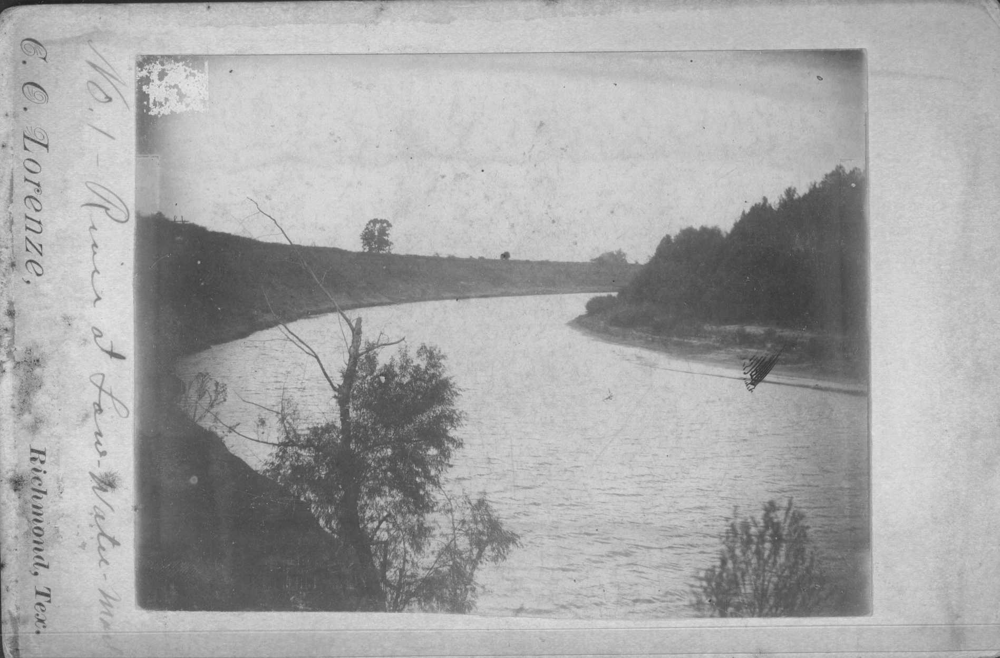 No. 1 - River at Low-Water-Mark
C. O. Lorenze,
Richmond, Tex.